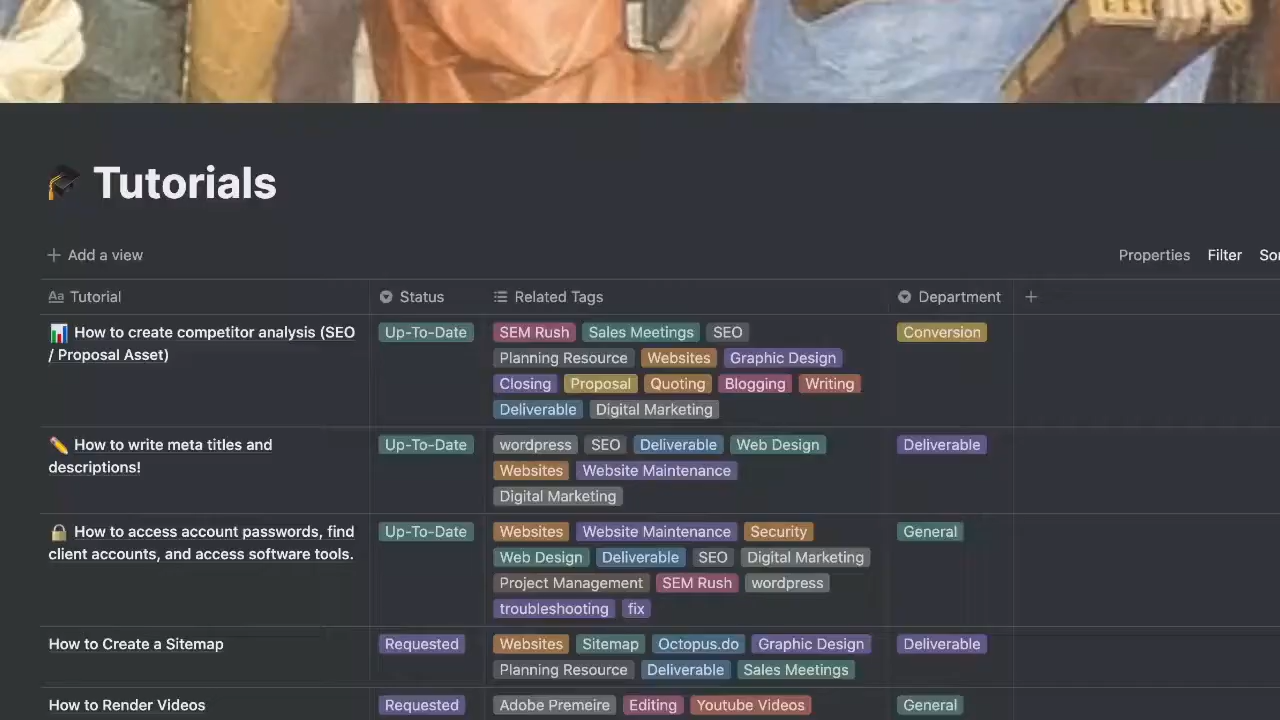 Tutorials
Add a view
Properties Filter Sor
Aa Tutorial Status Related Tags Department
How to create competitor analysis (SEO / Proposal Asset)
Up-To-Date
SEM Rush Sales Meetings SEO
Planning Resource Websites Graphic Design
Closing Proposal Quoting Blogging Writing
Deliverable Digital Marketing
Conversion
How to write meta titles and
descriptions!
Up-To-Date
wordpress SEO Deliverable Web Design
Websites Website Maintenance
Digital Marketing
Deliverable
How to access account passwords, find
client accounts, and access software tools.
Up-To-Date
Websites Website Maintenance Security
Web Design Deliverable SEO Digital Marketing
Project Management SEM Rush wordpress
troubleshooting fix
General
How to Create a Sitemap
Requested
Websites Sitemap Octopus.do Graphic Design
Planning Resource Deliverable Sales Meetings
Deliverable
How to Render Videos
Requested
Adobe Premeire Editing Youtube Videos
General